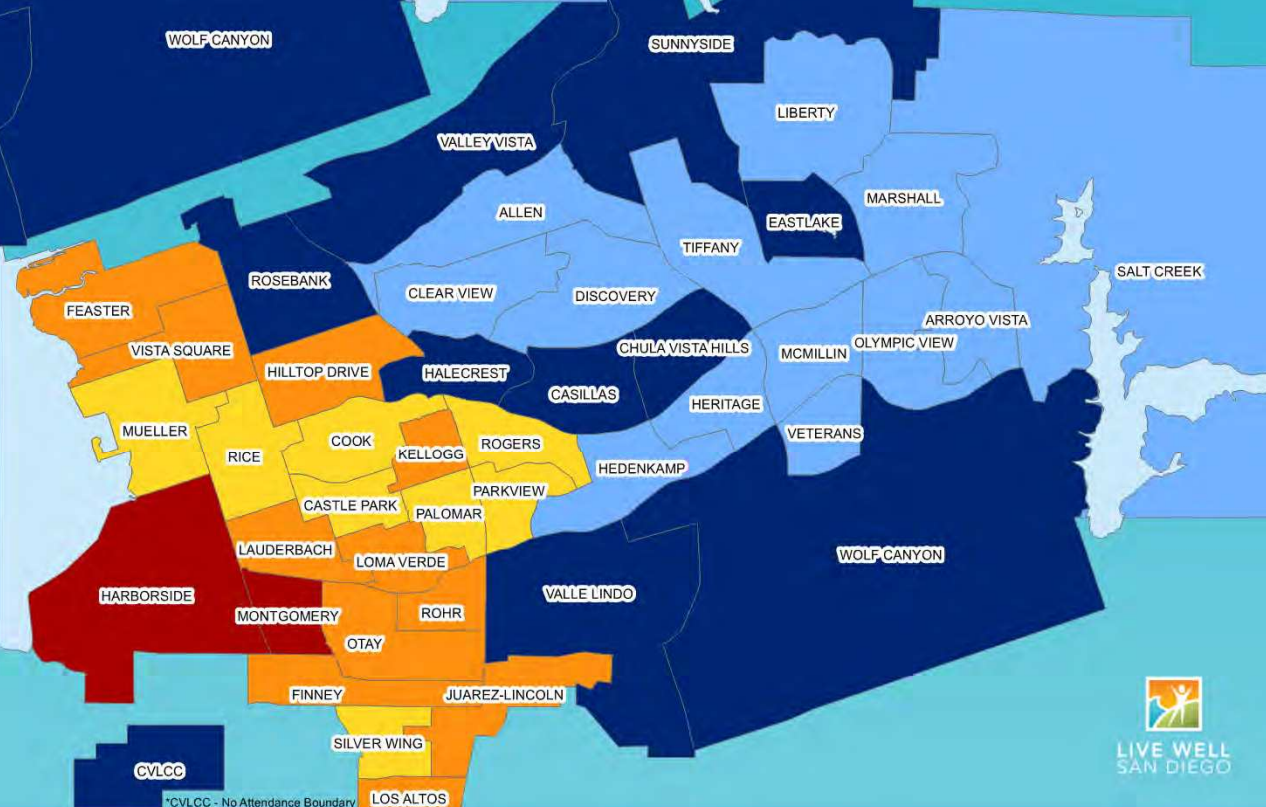 WOLF CANYON
SUNNYSIDE
LIBERTY
VALLEY VISTA
MARSHALL
ALLEN
EASTLAKE
TIFFANY
SALT CREEK
ROSEBANK
CLEAR VIEW
DISCOVERY
FEASTER
ARROYO VISTA
OLYMPIC VIEW
VISTA SQUARE
CHULA VISTA HILLS
MCMILLIN
HILLTOP DRIVE
HALECREST
CASILLAS
HERITAGE
MUELLER
VETERANS
COOK
ROGERS
KELLOGG
RICE
HEDENKAMP
PARKVIEW
CASTLE PARK
PALOMAR
LAUDERBACH
WOLF CANYON
LOMA VERDE
HARBORSIDE
VALLE LINDO
MONTGOMERY
ROHR
OTAY
FINNEY
JUAREZ-LINCOLN
SILVER WING
LIVE WELL
SAN DIEGO
CVLCC
LOS ALTOS
*CVLCC - No Attendance Boundary